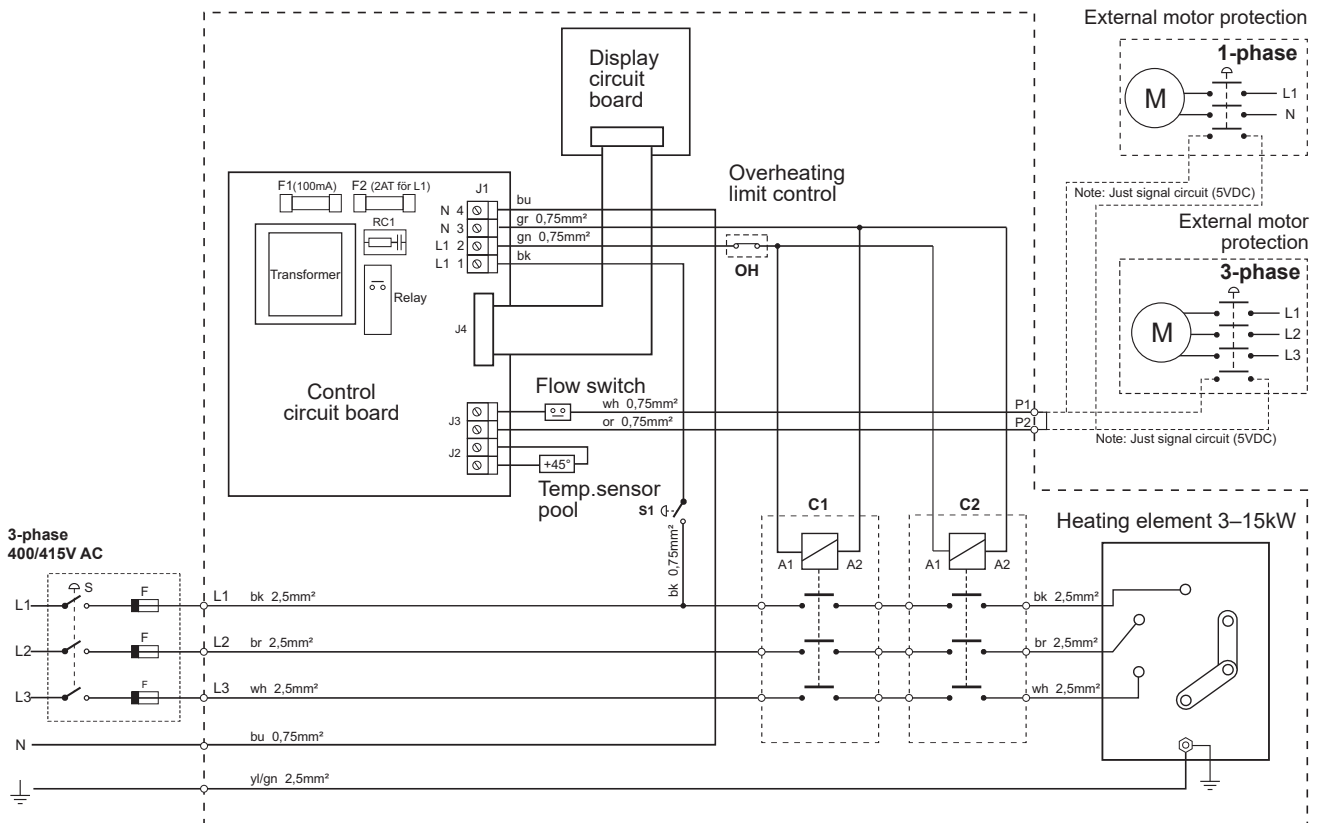 External motor protection
1-phase
M
L1
N
Note: Just signal circuit (5VDC)
External motor
protection
3-phase
M
L1
L2
L3
Note: Just signal circuit (5VDC)
Display
circuit
board
Overheating
limit control
OH
F1(100mA)
F2 (2AT för L1)
J1
RC1
Transformer
Relay
N 4
N 3
L1 2
L1 1
bu
gr 0,75mm²
gn 0,75mm²
bk
J4
Control
circuit board
Flow switch
wh 0,75mm²
or 0,75mm²
P1
P2
J3
J2
+45°
Temp.sensor
pool
S1
bk 0,75mm²
C1
A1
A2
C2
A1
A2
Heating element 3–15kW
3-phase
400/415V AC
S
F
F
F
L1
L1
bk 2,5mm²
bk 2,5mm²
L2
L2
br 2,5mm²
br 2,5mm²
L3
L3
wh 2,5mm²
wh 2,5mm²
N
bu 0,75mm²
yl/gn 2,5mm²